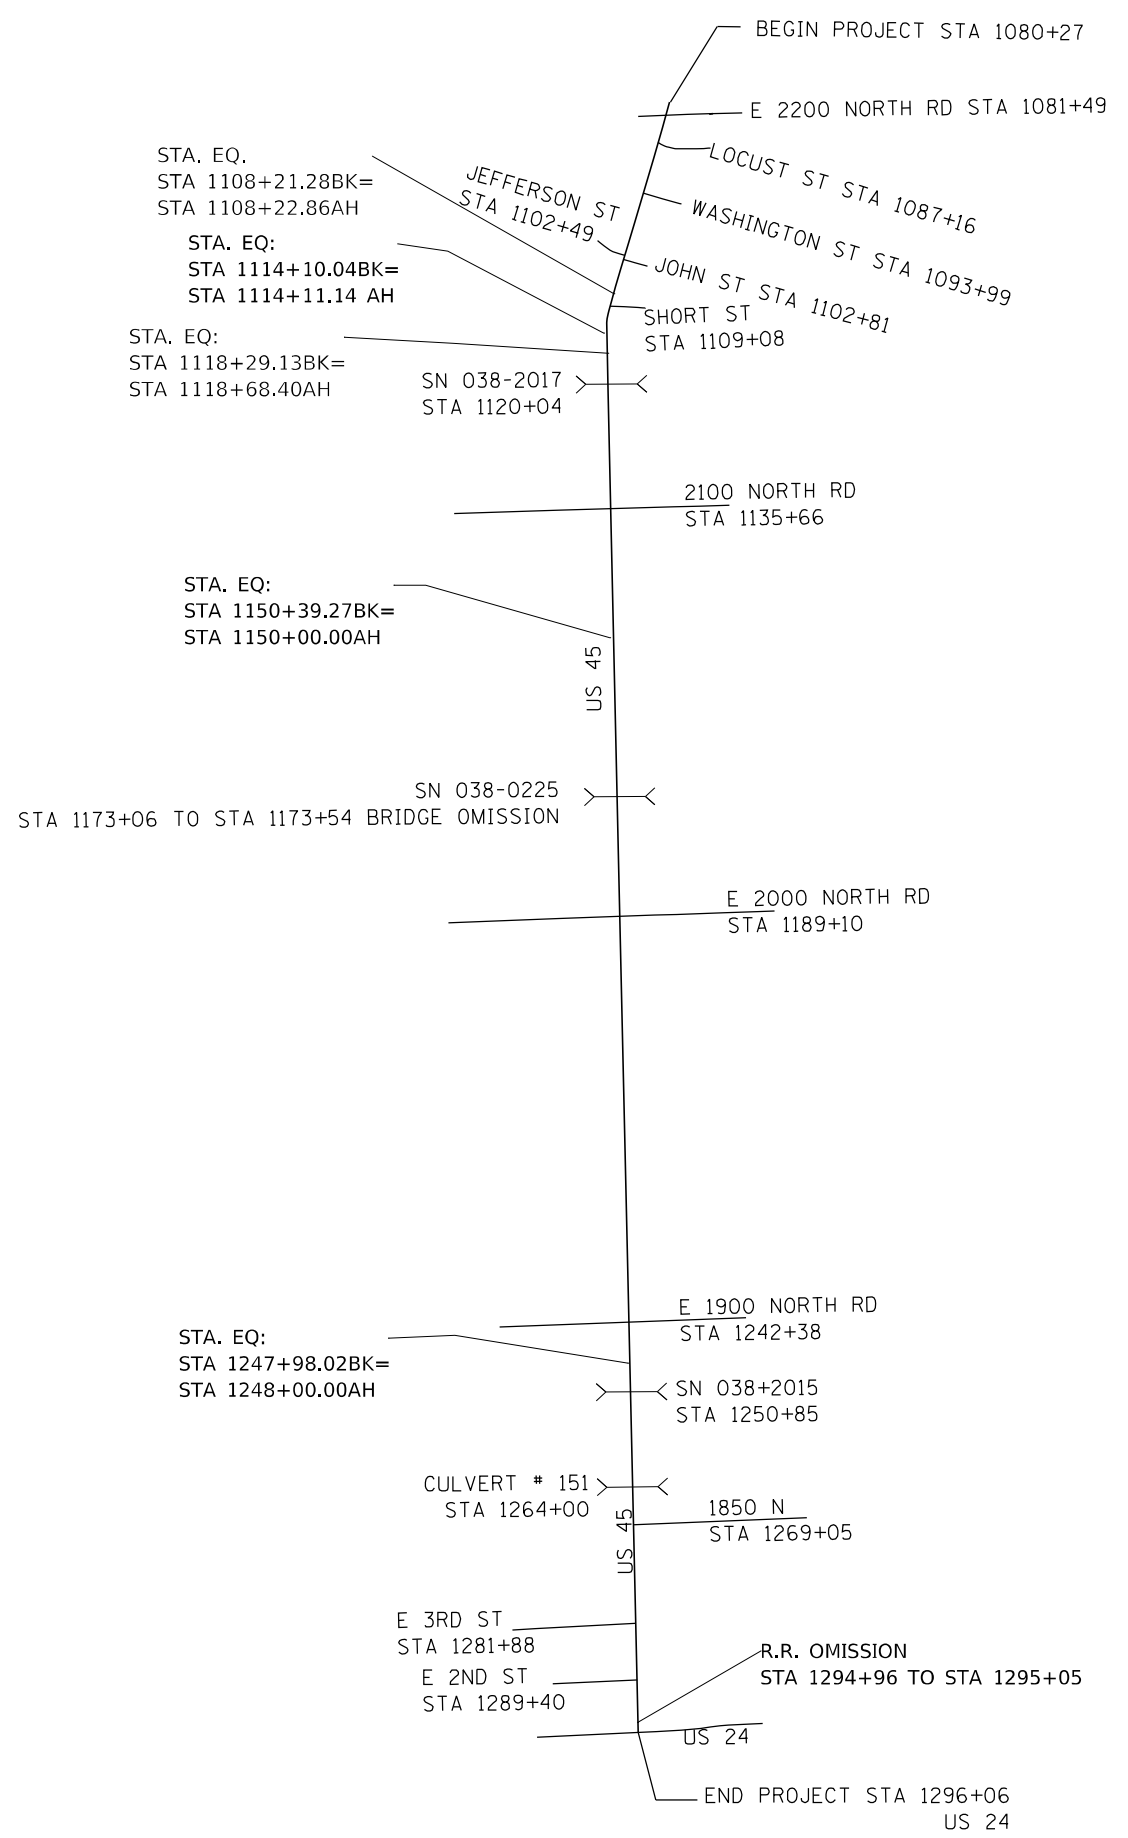 BEGIN PROJECT STA 1080+27
E 2200 NORTH RD STA 1081+49
LOCUST ST STA 1087+16
STA. EQ.
STA 1108+21.28BK=
STA 1108+22.86AH
JEFFERSON ST
STA 1102+49
WASHINGTON ST STA 1093+99
STA. EQ:
STA 1114+10.04BK=
STA 1114+11.14 AH
JOHN ST STA 1102+81
SHORT ST
STA 1109+08
STA. EQ:
STA 1118+29.13BK=
STA 1118+68.40AH
SN 038-2017
STA 1120+04
2100 NORTH RD
STA 1135+66
STA. EQ:
STA 1150+39.27BK=
STA 1150+00.00AH
US 45
SN 038-0225
STA 1173+06 TO STA 1173+54 BRIDGE OMISSION
E 2000 NORTH RD
STA 1189+10
E 1900 NORTH RD
STA 1242+38
STA. EQ:
STA 1247+98.02BK=
STA 1248+00.00AH
SN 038+2015
STA 1250+85
CULVERT # 151
STA 1264+00
1850 N
STA 1269+05
US 45
E 3RD ST
STA 1281+88
R.R. OMISSION
STA 1294+96 TO STA 1295+05
E 2ND ST
STA 1289+40
US 24
END PROJECT STA 1296+06
US 24